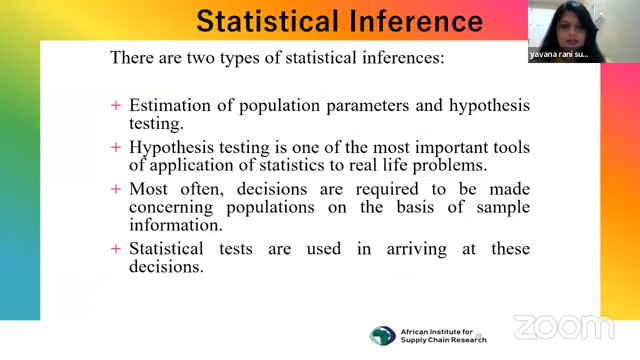 Statistical Inference
yavana rani su...
There are two types of statistical inferences:
+ Estimation of population parameters and hypothesis
testing.
+ Hypothesis testing is one of the most important tools
of application of statistics to real life problems.
+ Most often, decisions are required to be made
concerning populations on the basis of sample
information.
+ Statistical tests are used in arriving at these
decisions.
African Institute for
Supply Chain Research
zoom